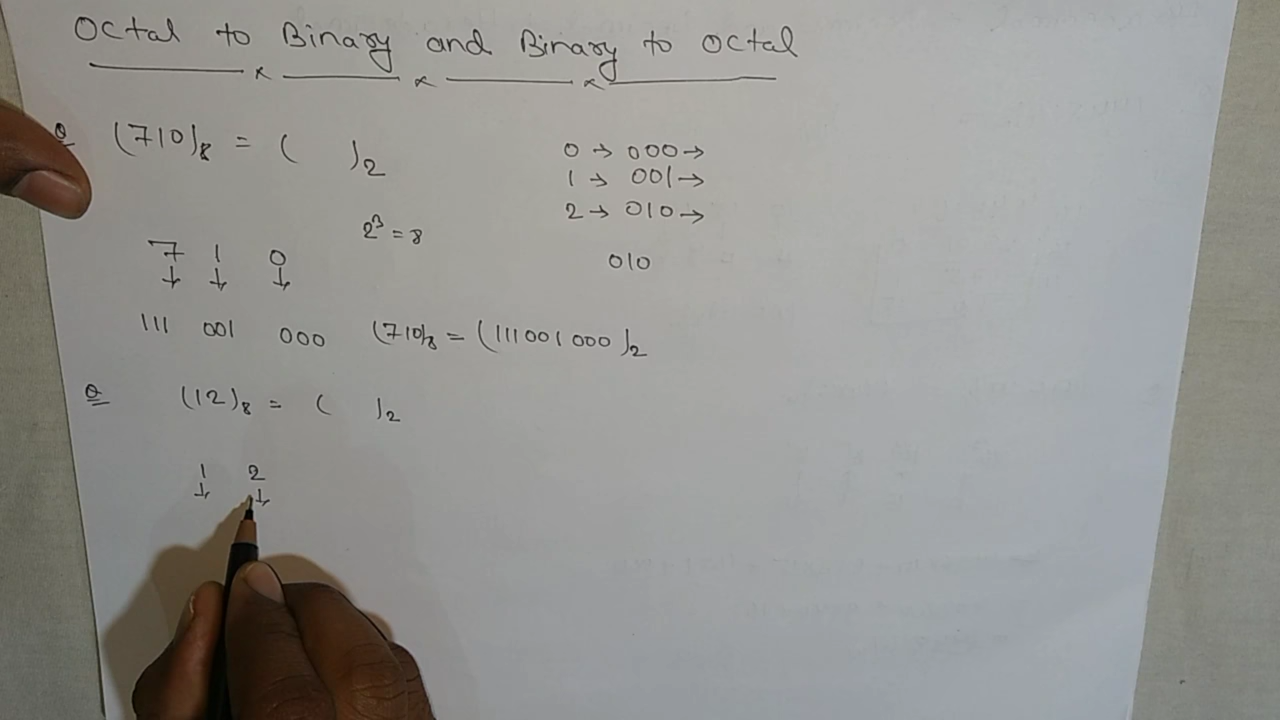 Octal to Binary and Binary to Octal
Q (710)₈ = ( )₂
0 → 000 →
1 → 001 →
2 → 010 →
2³ = 8
010
7 1 0
↓ ↓ ↓
111 001 000 (710)₈ = (111001000)₂
Q (12)₈ = ( )₂
1 2
↓ ↓